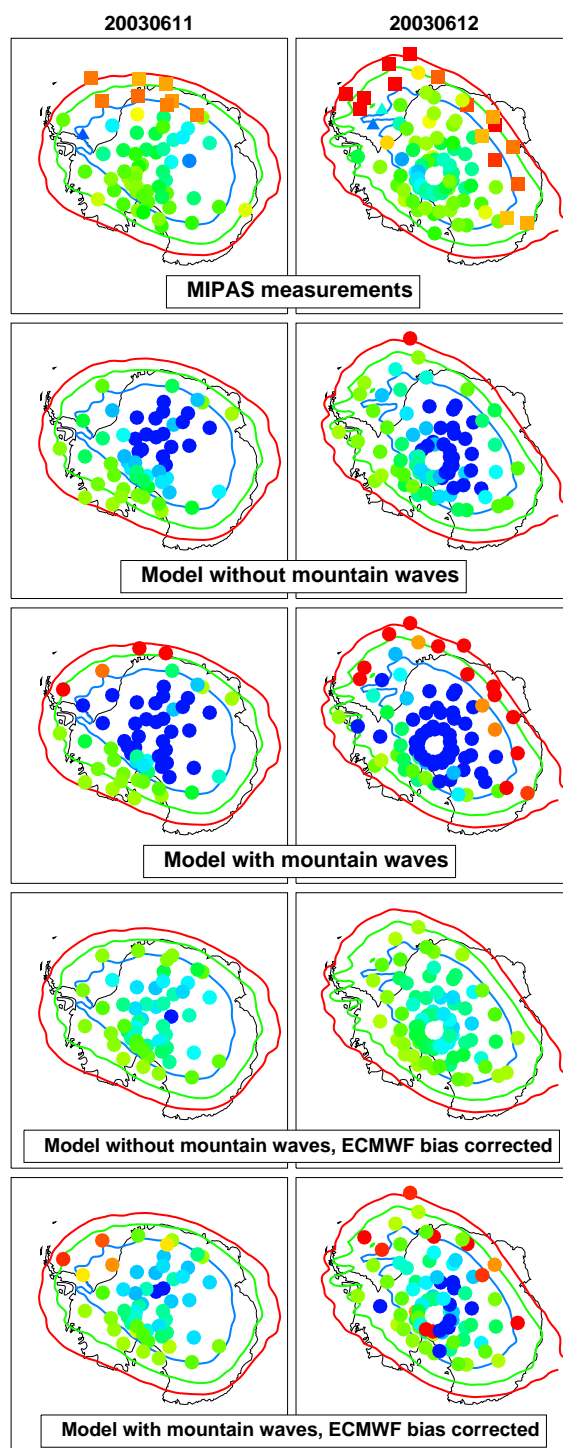 20030611 20030612
MIPAS measurements
Model without mountain waves
Model with mountain waves
Model without mountain waves, ECMWF bias corrected
Model with mountain waves, ECMWF bias corrected